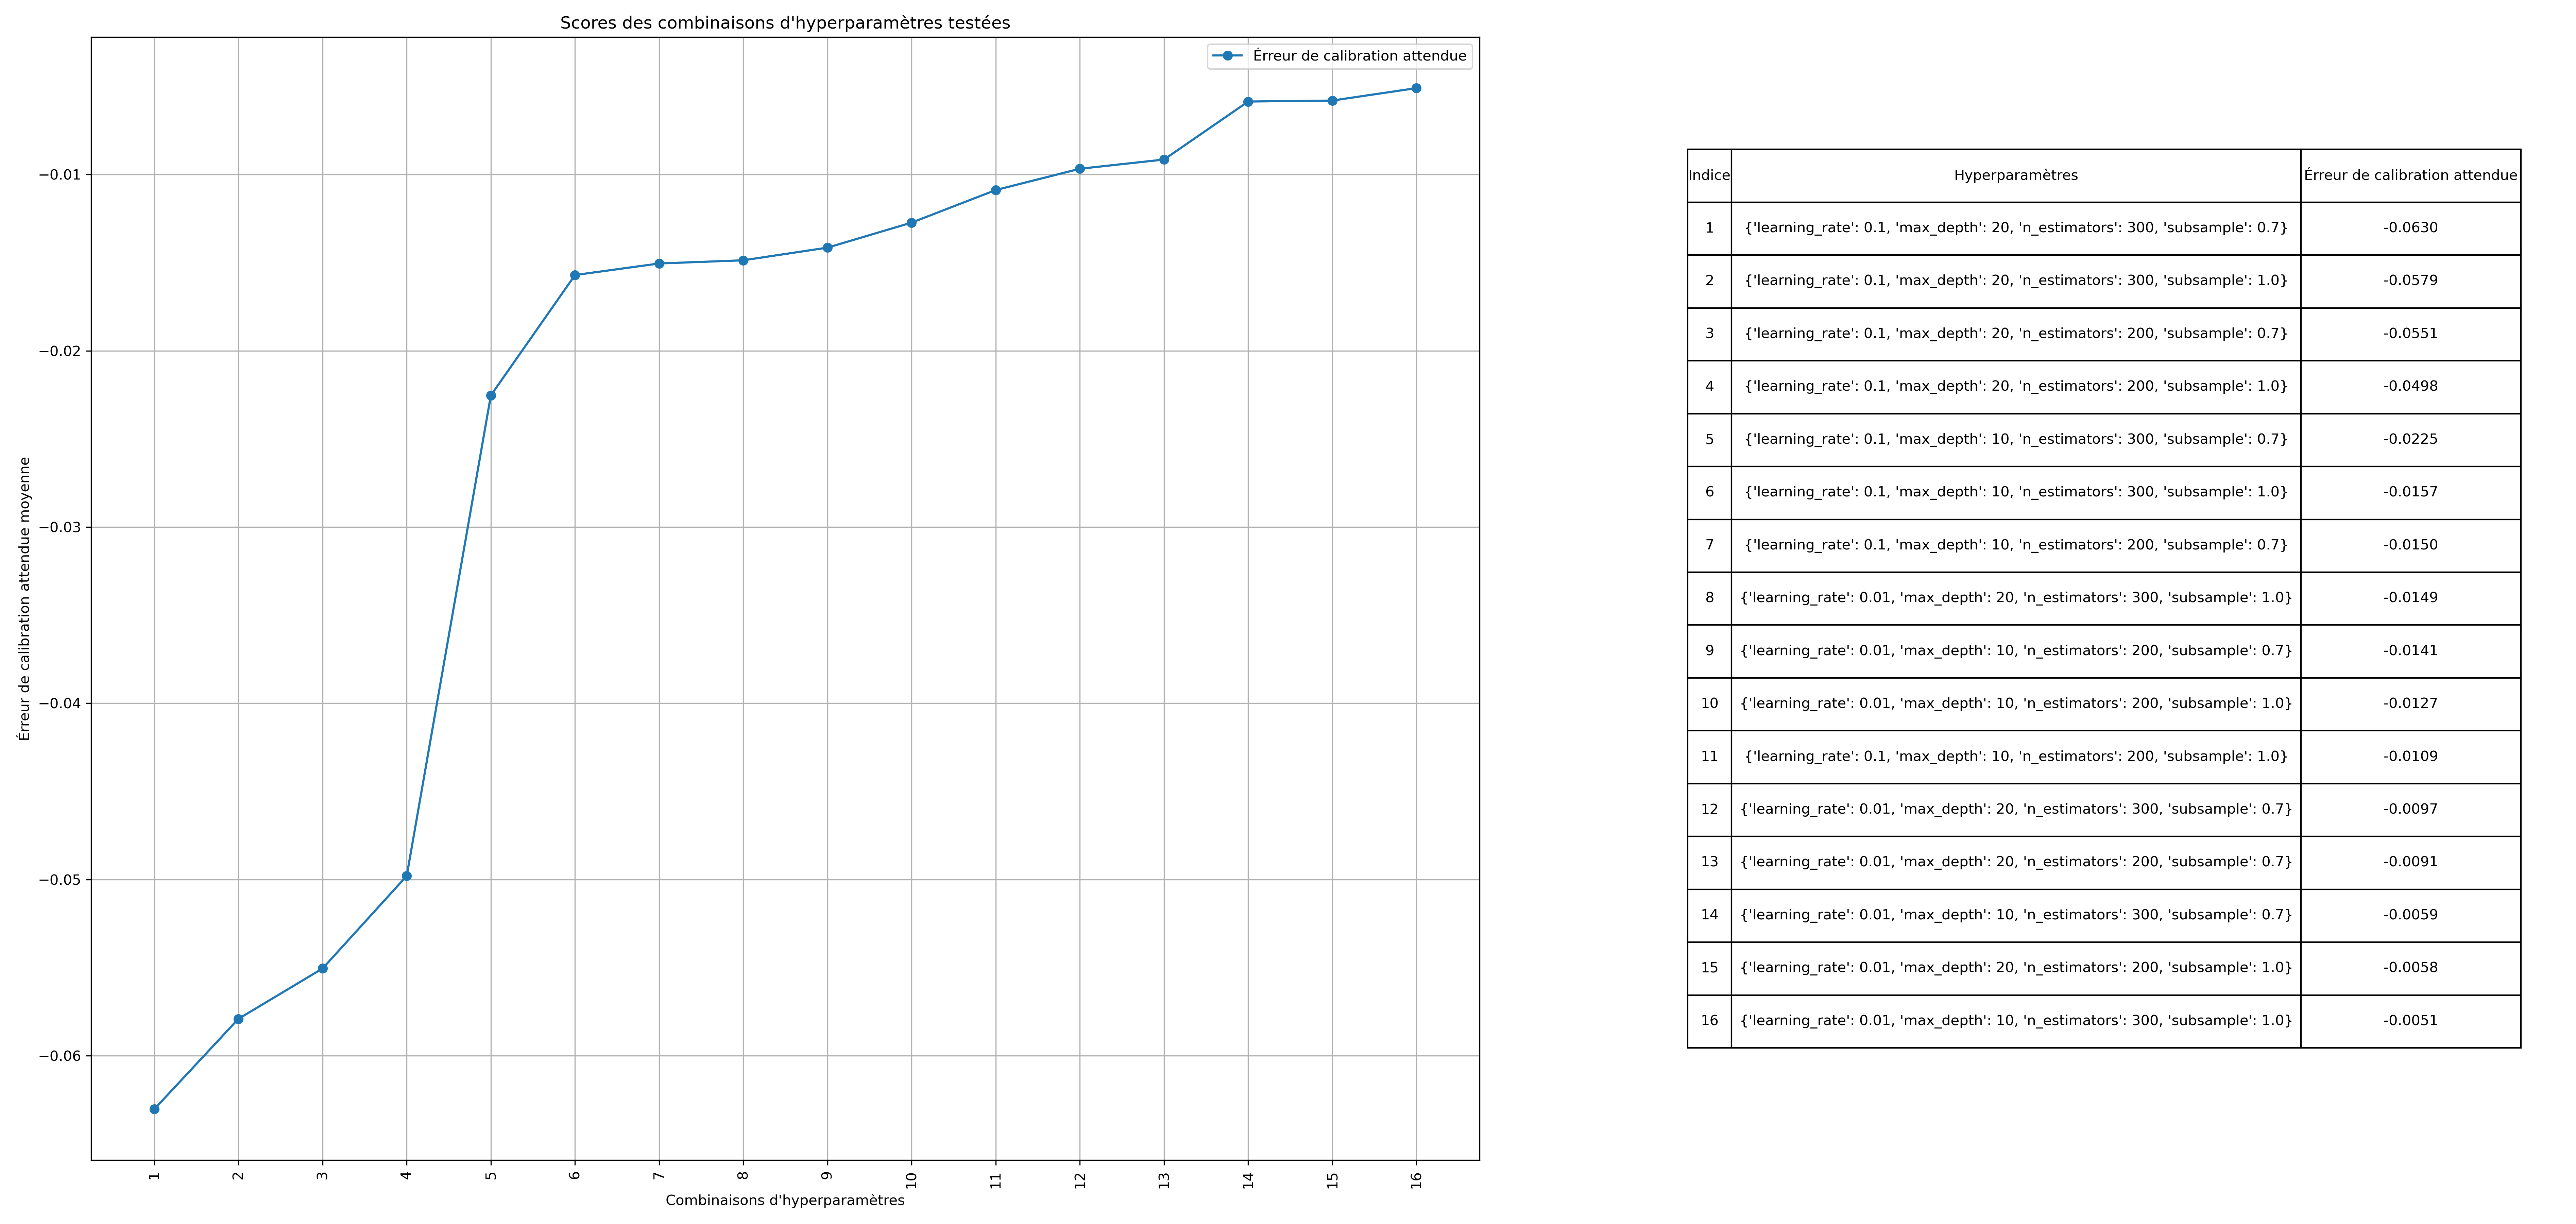 Scores des combinaisons d'hyperparamètres testées
Érreur de calibration attendue
−0.01
−0.02
−0.03
−0.04
−0.05
−0.06
Érreur de calibration attendue moyenne
1 2 3 4 5 6 7 8 9 10 11 12 13 14 15 16
Combinaisons d'hyperparamètres
Indice Hyperparamètres Érreur de calibration attendue
1 {'learning_rate': 0.1, 'max_depth': 20, 'n_estimators': 300, 'subsample': 0.7} -0.0630
2 {'learning_rate': 0.1, 'max_depth': 20, 'n_estimators': 300, 'subsample': 1.0} -0.0579
3 {'learning_rate': 0.1, 'max_depth': 20, 'n_estimators': 200, 'subsample': 0.7} -0.0551
4 {'learning_rate': 0.1, 'max_depth': 20, 'n_estimators': 200, 'subsample': 1.0} -0.0498
5 {'learning_rate': 0.1, 'max_depth': 10, 'n_estimators': 300, 'subsample': 0.7} -0.0225
6 {'learning_rate': 0.1, 'max_depth': 10, 'n_estimators': 300, 'subsample': 1.0} -0.0157
7 {'learning_rate': 0.1, 'max_depth': 10, 'n_estimators': 200, 'subsample': 0.7} -0.0150
8 {'learning_rate': 0.01, 'max_depth': 20, 'n_estimators': 300, 'subsample': 1.0} -0.0149
9 {'learning_rate': 0.01, 'max_depth': 10, 'n_estimators': 200, 'subsample': 0.7} -0.0141
10 {'learning_rate': 0.01, 'max_depth': 10, 'n_estimators': 200, 'subsample': 1.0} -0.0127
11 {'learning_rate': 0.1, 'max_depth': 10, 'n_estimators': 200, 'subsample': 1.0} -0.0109
12 {'learning_rate': 0.01, 'max_depth': 20, 'n_estimators': 300, 'subsample': 0.7} -0.0097
13 {'learning_rate': 0.01, 'max_depth': 20, 'n_estimators': 200, 'subsample': 0.7} -0.0091
14 {'learning_rate': 0.01, 'max_depth': 10, 'n_estimators': 300, 'subsample': 0.7} -0.0059
15 {'learning_rate': 0.01, 'max_depth': 20, 'n_estimators': 200, 'subsample': 1.0} -0.0058
16 {'learning_rate': 0.01, 'max_depth': 10, 'n_estimators': 300, 'subsample': 1.0} -0.0051